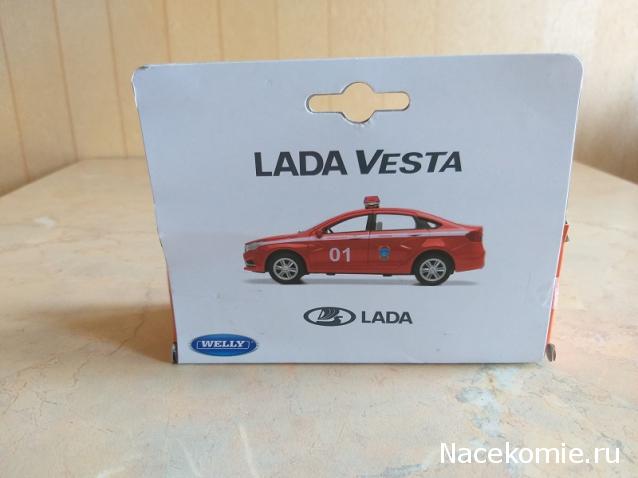 LADA VESTA
01
LADA
WELLY
Nacekomie.ru